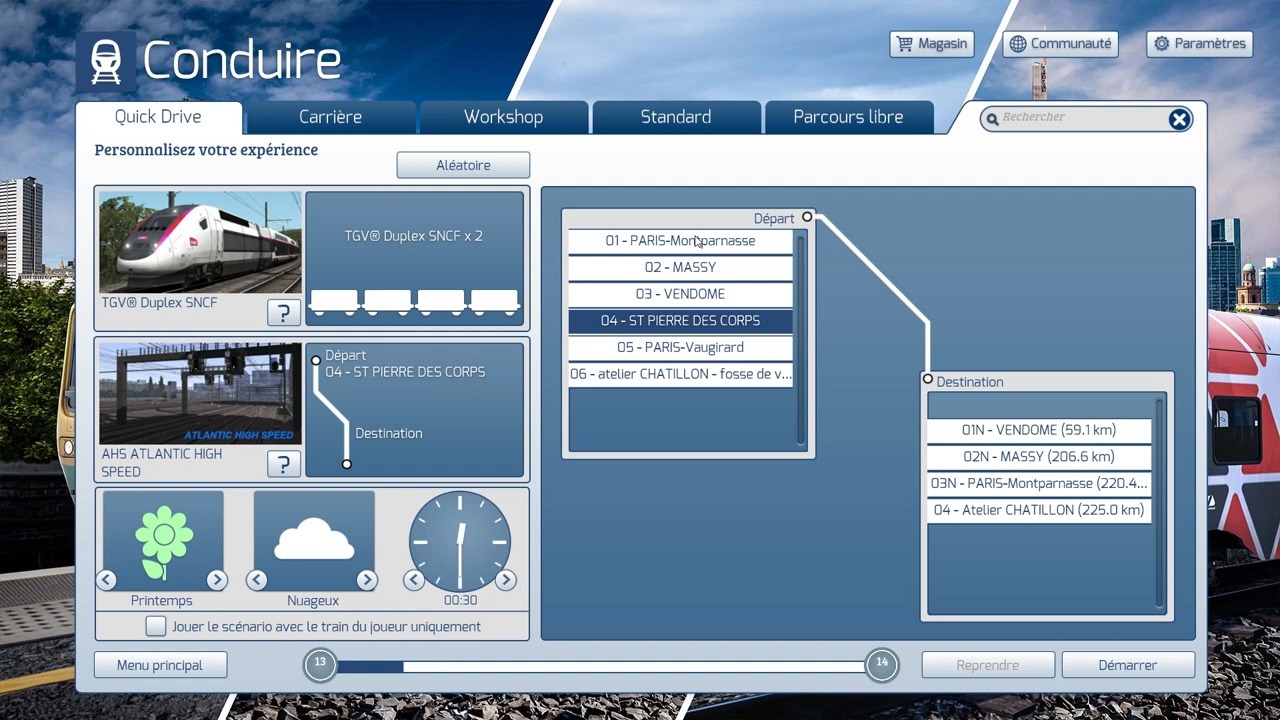 Conduire
Magasin
Communauté
Paramètres
Quick Drive
Carrière
Workshop
Standard
Parcours libre
Rechercher
Personnalisez votre expérience
Aléatoire
TGV® Duplex SNCF x 2
TGV® Duplex SNCF
?
Départ
04 - ST PIERRE DES CORPS
Destination
ATLANTIC HIGH SPEED
AHS ATLANTIC HIGH
SPEED
?
Printemps
Nuageux
00:30
Jouer le scénario avec le train du joueur uniquement
Départ
01 - PARIS-Montparnasse
02 - MASSY
03 - VENDOME
04 - ST PIERRE DES CORPS
05 - PARIS-Vaugirard
06 - atelier CHATILLON - fosse de v...
Destination
01N - VENDOME (59.1 km)
02N - MASSY (206.6 km)
03N - PARIS-Montparnasse (220.4...
04 - Atelier CHATILLON (225.0 km)
Menu principal
13
14
Reprendre
Démarrer